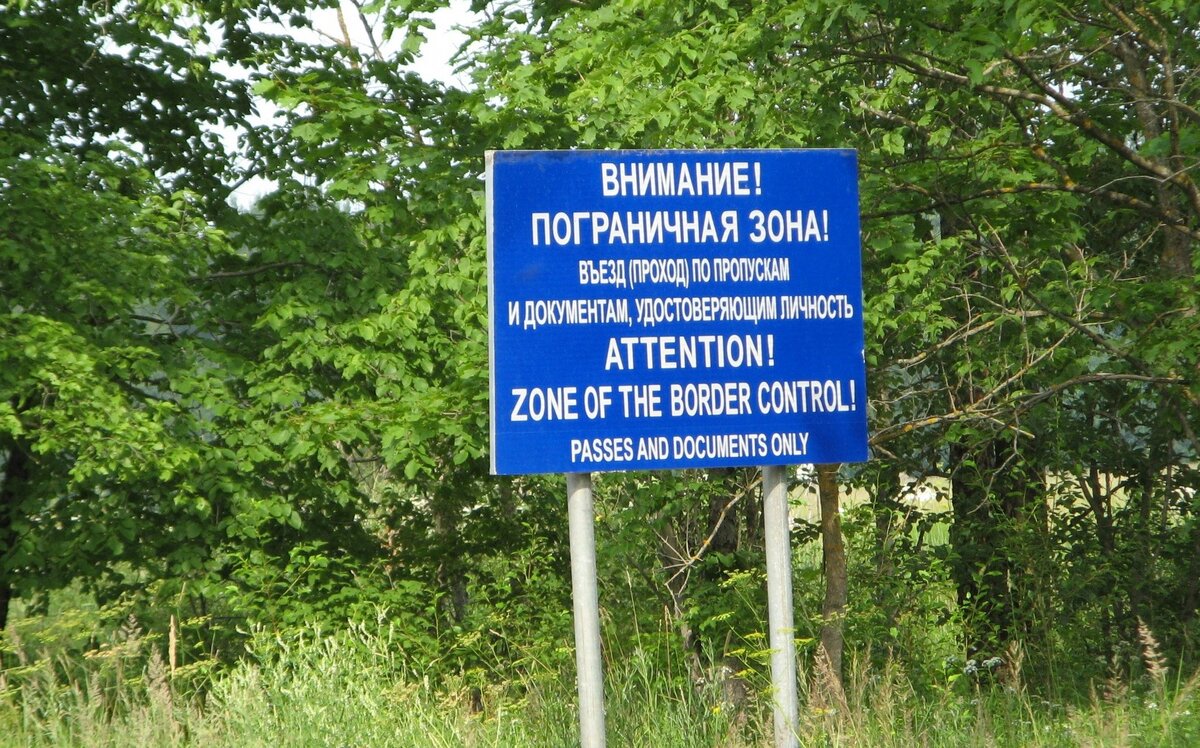 ВНИМАНИЕ!
ПОГРАНИЧНАЯ ЗОНА!
ВЪЕЗД (ПРОХОД) ПО ПРОПУСКАМ
И ДОКУМЕНТАМ, УДОСТОВЕРЯЮЩИМ ЛИЧНОСТЬ
ATTENTION!
ZONE OF THE BORDER CONTROL!
PASSES AND DOCUMENTS ONLY